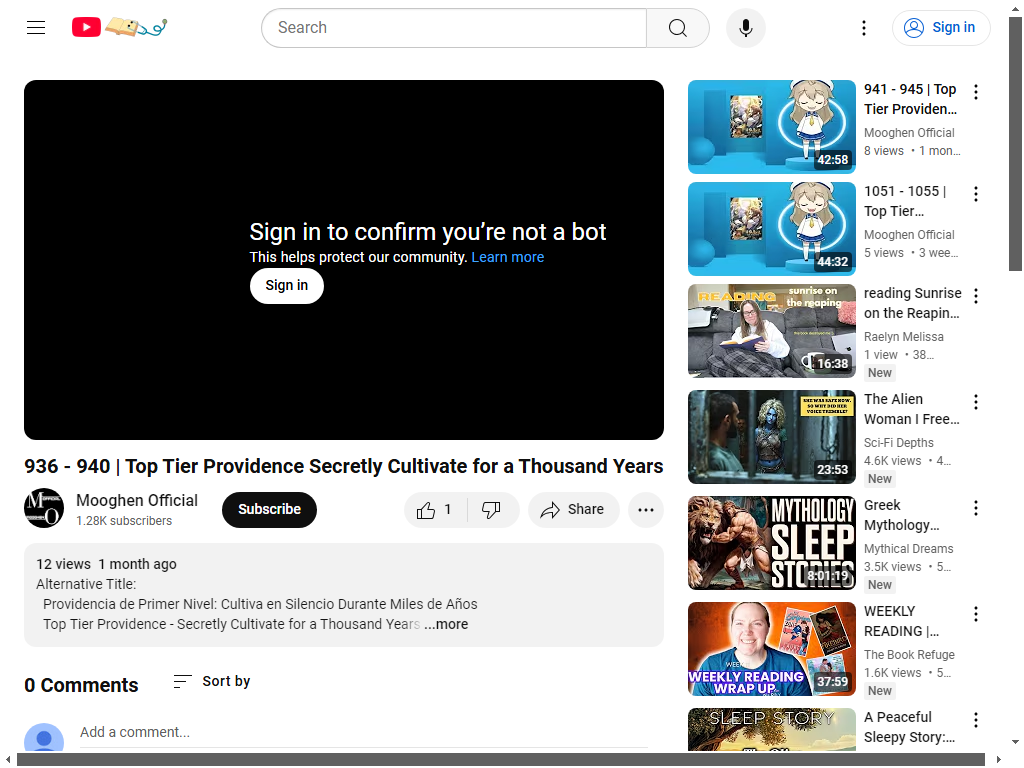 Search
Sign in
Sign in to confirm you’re not a bot
This helps protect our community. Learn more
Sign in
936 - 940 | Top Tier Providence Secretly Cultivate for a Thousand Years
Mooghen Official
1.28K subscribers
Subscribe
1
Share
12 views 1 month ago
Alternative Title:
Providencia de Primer Nivel: Cultiva en Silencio Durante Miles de Años
Top Tier Providence - Secretly Cultivate for a Thousand Years ...more
0 Comments
Sort by
Add a comment...
42:58
941 - 945 | Top
Tier Providen...
Mooghen Official
8 views • 1 mon...
44:32
1051 - 1055 |
Top Tier...
Mooghen Official
5 views • 3 wee...
READING
sunrise on
the reaping
16:38
reading Sunrise
on the Reapin...
Raelyn Melissa
1 view • 38...
New
SHE WAS SAFE NOW.
SO WHY DID HER
VOICE TREMBLE?
23:53
The Alien
Woman I Free...
Sci-Fi Depths
4.6K views • 4...
New
MYTHOLOGY
SLEEP
STORIES
8:01:19
Greek
Mythology...
Mythical Dreams
3.5K views • 5...
New
WEEKLY READING
WRAP UP
37:59
WEEKLY
READING |...
The Book Refuge
1.6K views • 5...
New
SLEEP STORY
A Peaceful
Sleepy Story:...